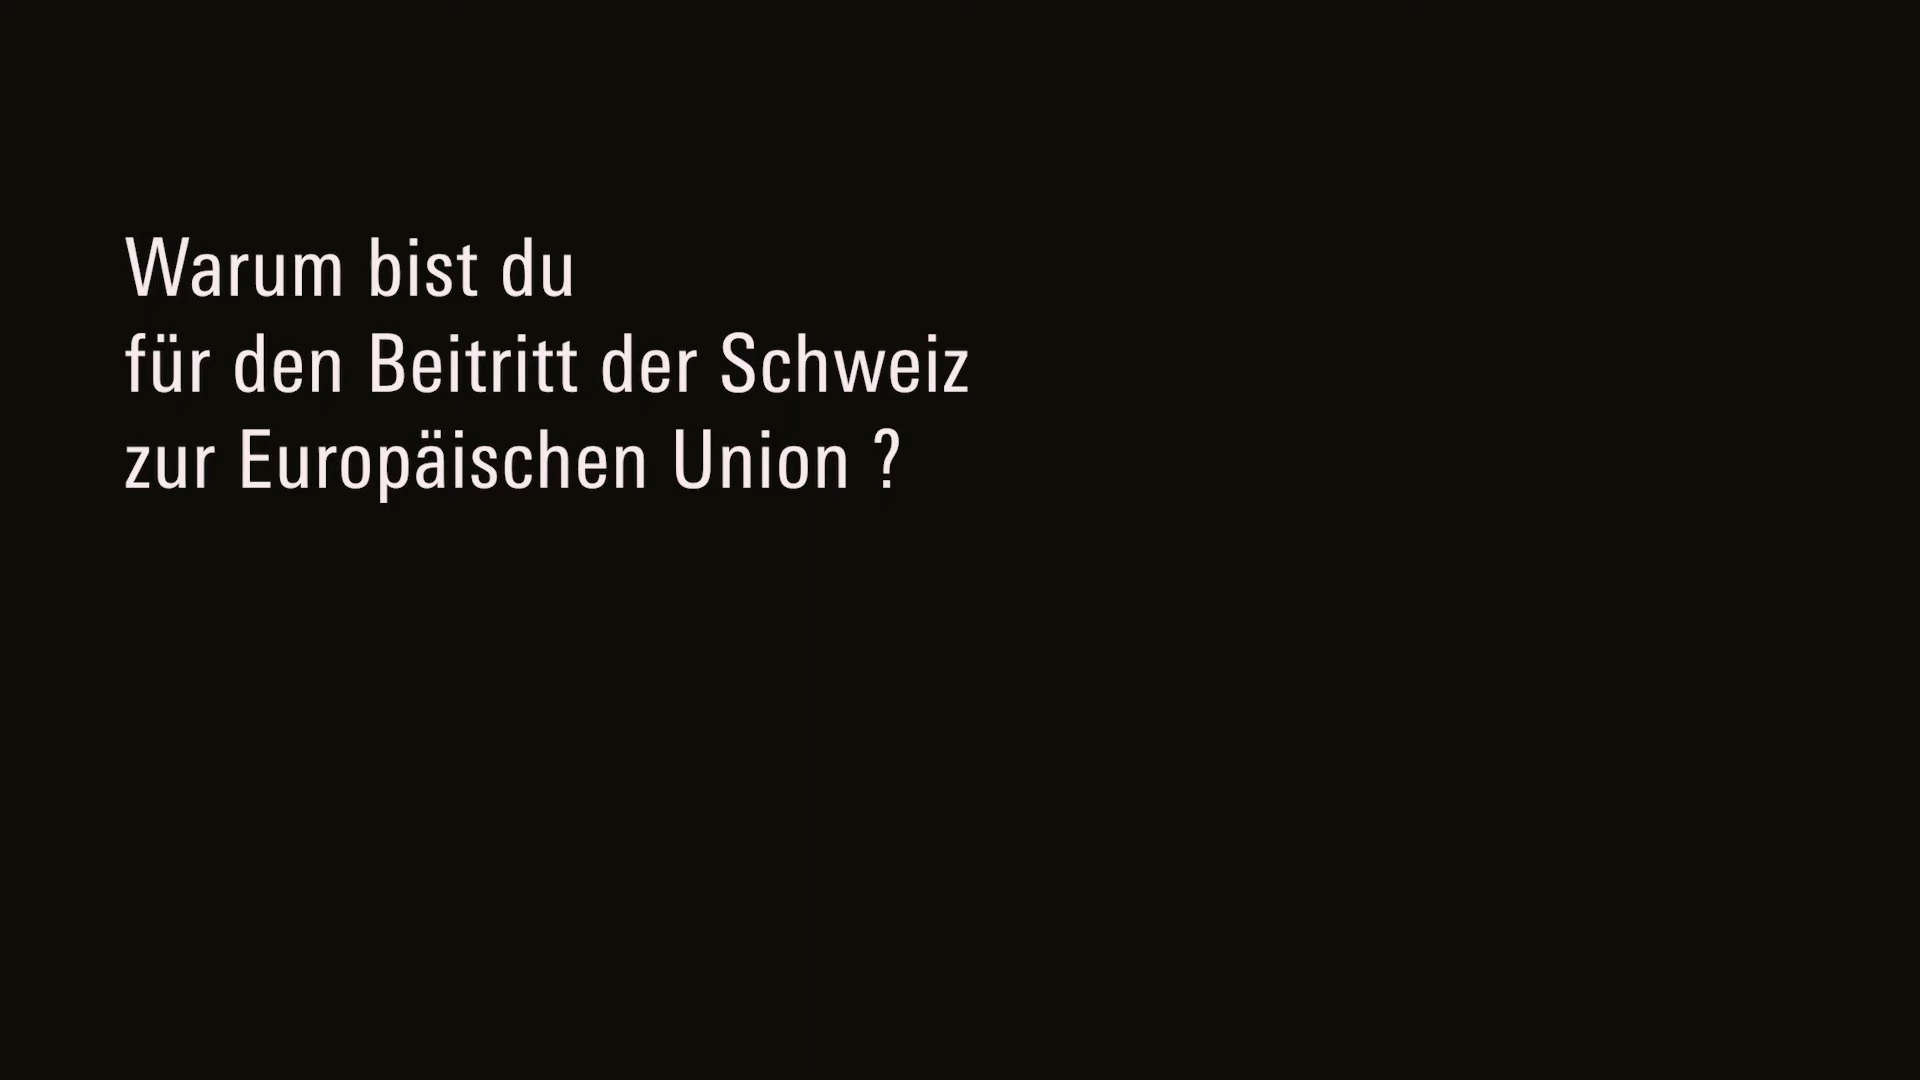 Warum bist du
für den Beitritt der Schweiz
zur Europäischen Union ?